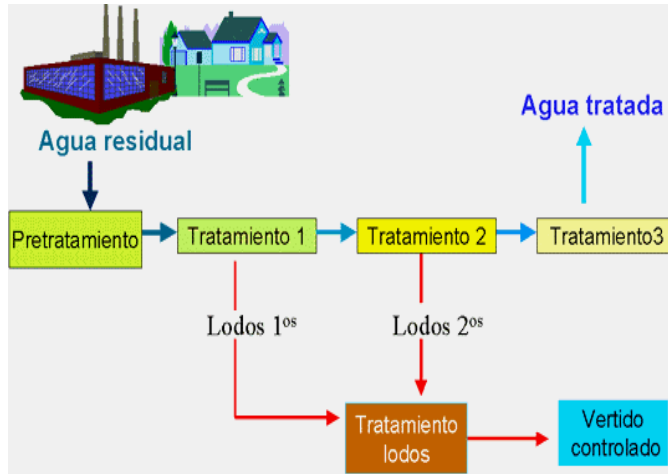 Agua residual
Agua tratada
Pretratamiento
Tratamiento 1
Tratamiento 2
Tratamiento3
Lodos 1os
Lodos 2os
Tratamiento
lodos
Vertido
controlado